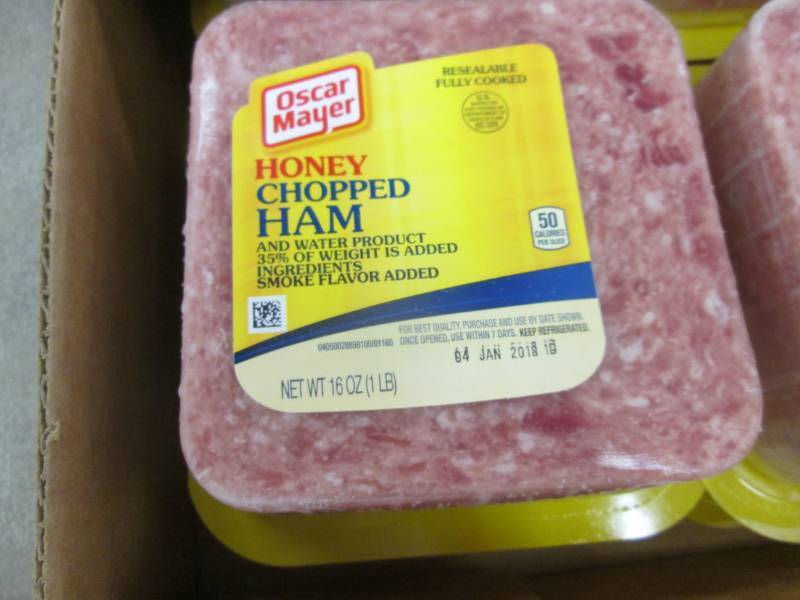 Oscar
Mayer
RESEALABLE
FULLY COOKED
U.S.
HONEY
CHOPPED
HAM
AND WATER PRODUCT
35% OF WEIGHT IS ADDED
INGREDIENTS
SMOKE FLAVOR ADDED
50
CALORIES
PER SLICE
FOR BEST QUALITY, PURCHASE AND USE BY DATE SHOWN.
ONCE OPENED, USE WITHIN 7 DAYS. KEEP REFRIGERATED.
04 JAN 2018
NET WT 16 OZ (1 LB)